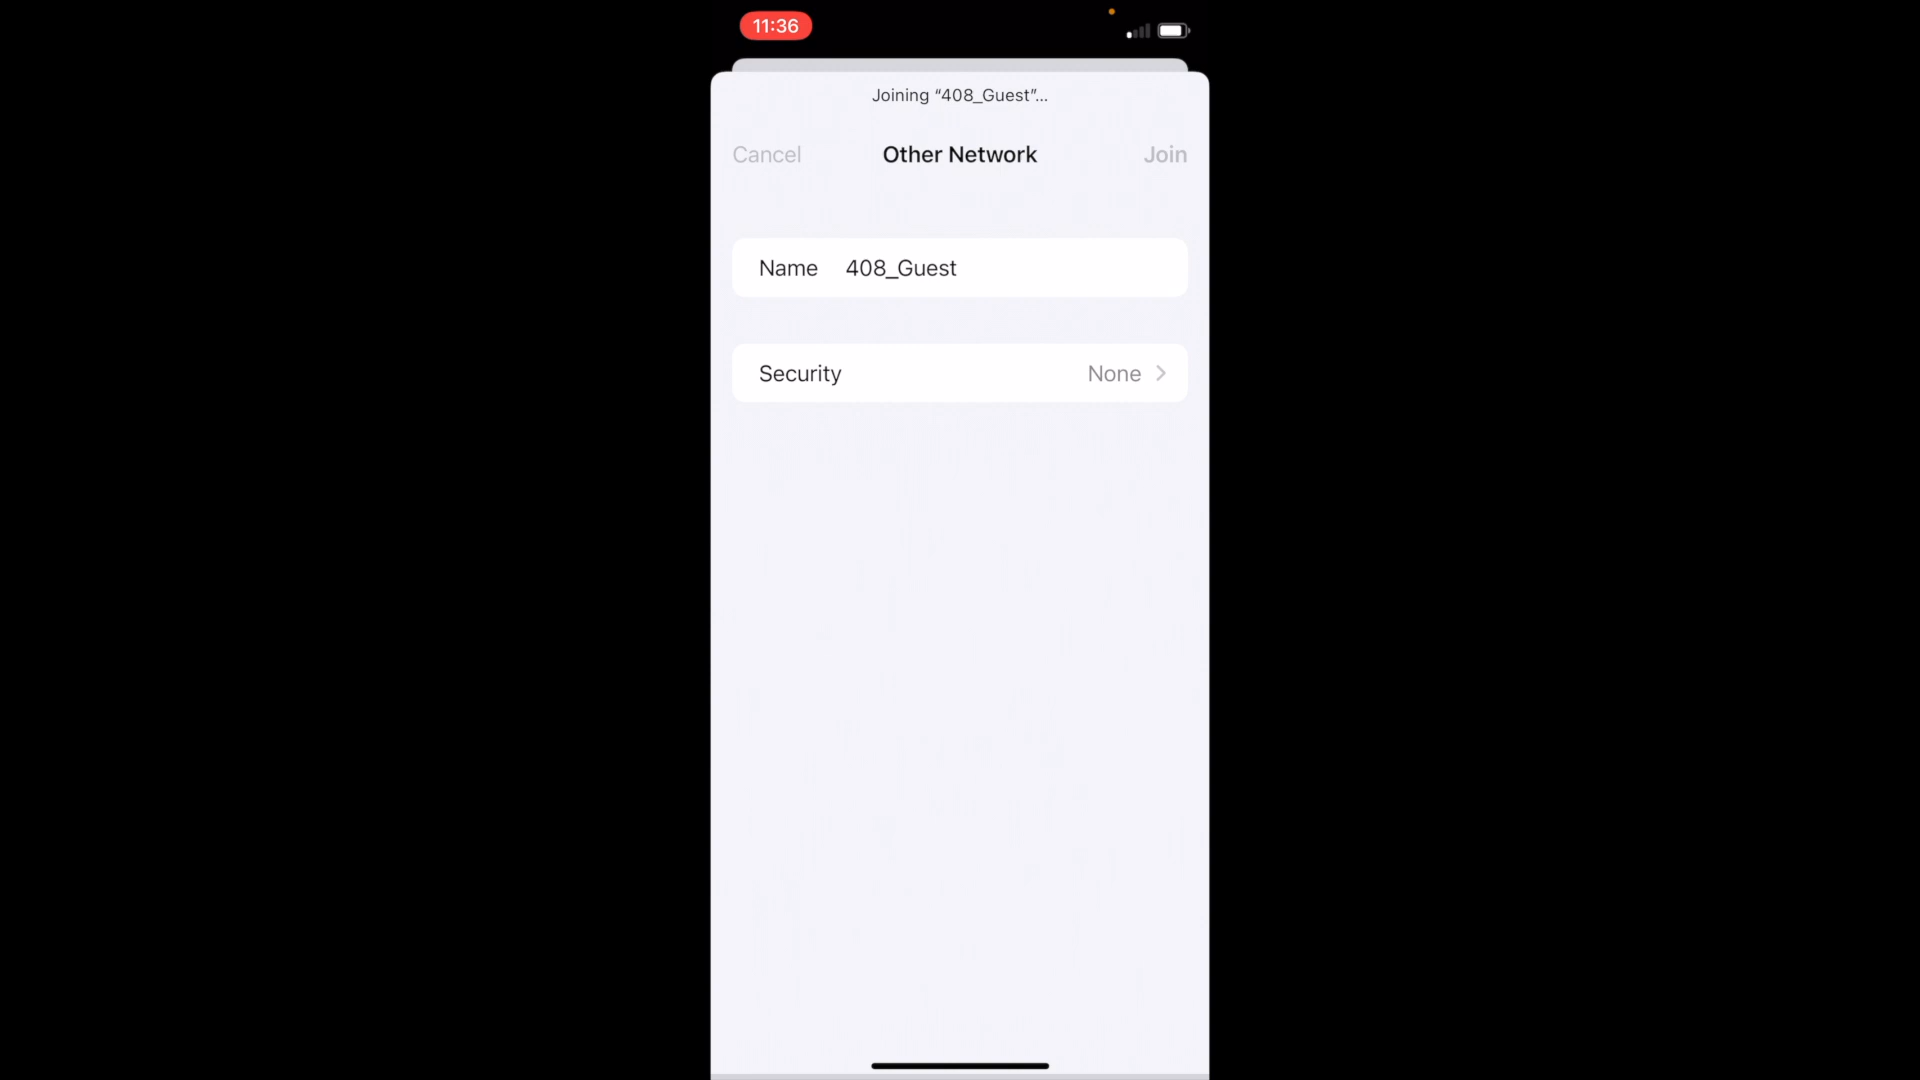 11:36
Joining “408_Guest”...
Cancel
Other Network
Join
Name 408_Guest
Security None